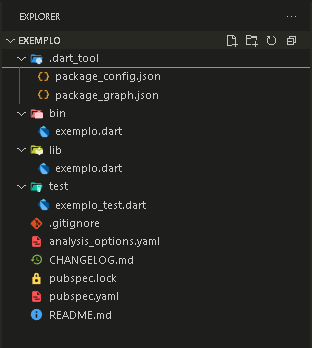 EXPLORER
EXEMPLO
.dart_tool
package_config.json
package_graph.json
bin
exemplo.dart
lib
exemplo.dart
test
exemplo_test.dart
.gitignore
analysis_options.yaml
CHANGELOG.md
pubspec.lock
pubspec.yaml
README.md